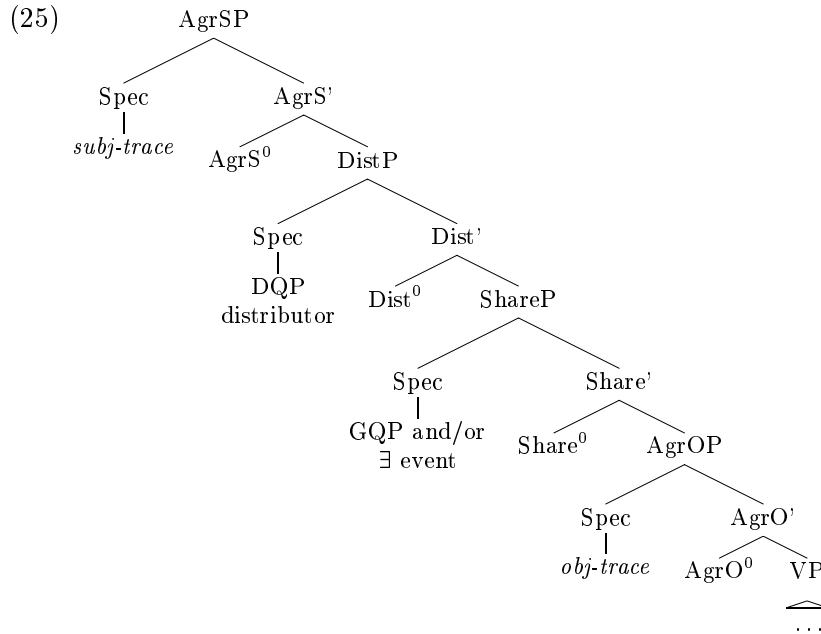 (25)
AgrSP
Spec AgrS'
subj-trace
AgrS⁰ DistP
Spec Dist'
DQP
distributor
Dist⁰ ShareP
Spec Share'
GQP and/or
∃ event
Share⁰ AgrOP
Spec AgrO'
obj-trace AgrO⁰ VP
...